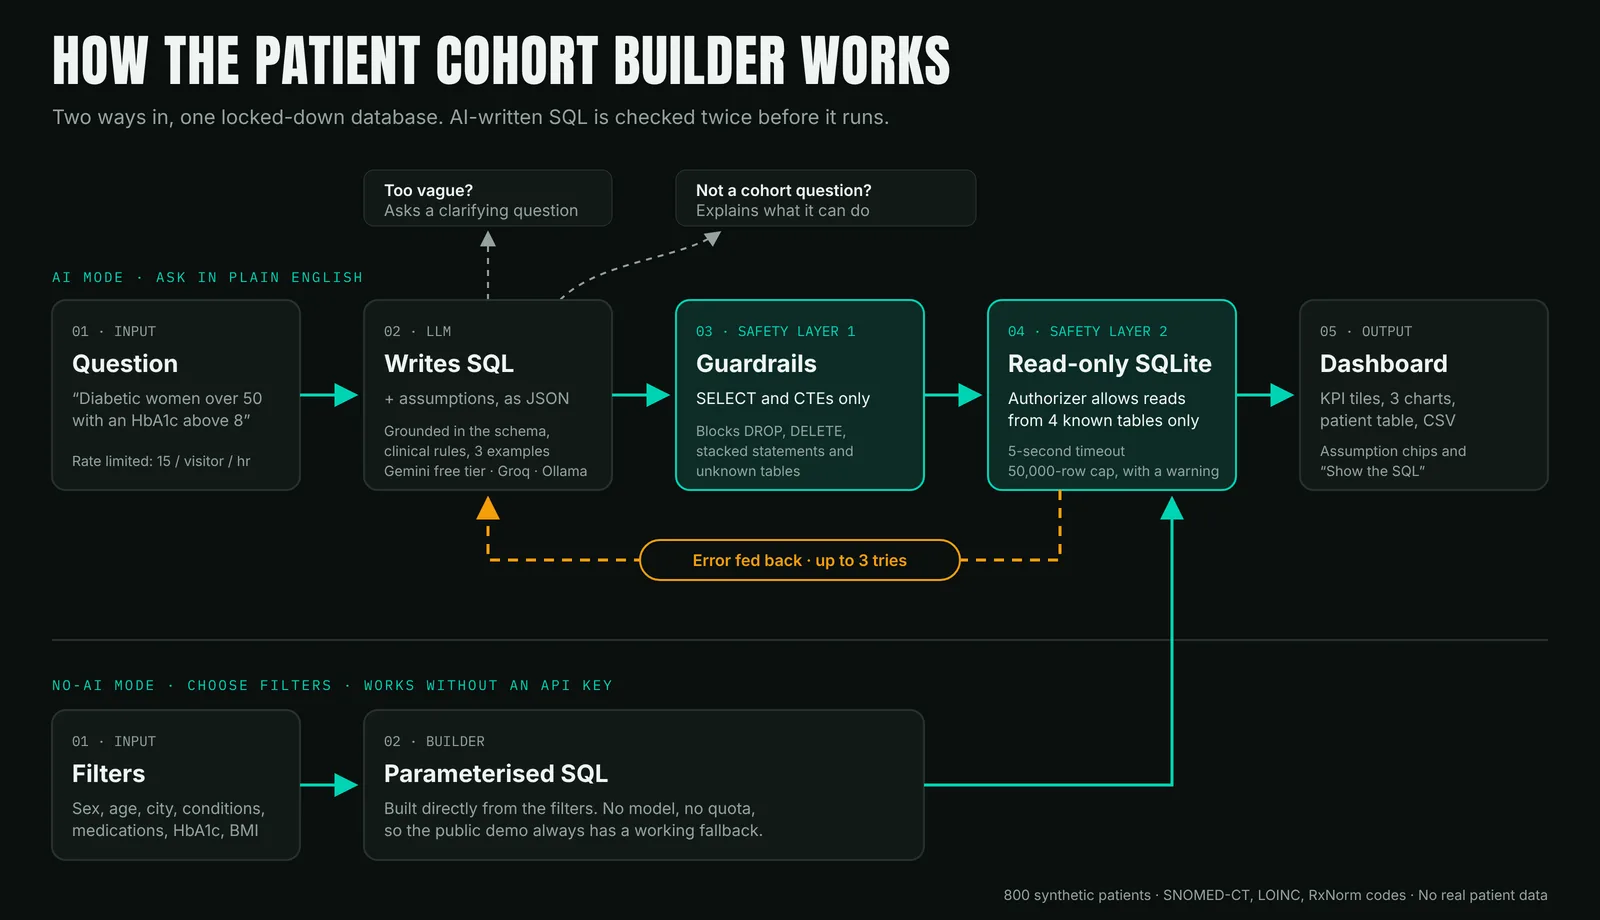 HOW THE PATIENT COHORT BUILDER WORKS
Two ways in, one locked-down database. AI-written SQL is checked twice before it runs.
Too vague?
Asks a clarifying question
Not a cohort question?
Explains what it can do
AI MODE · ASK IN PLAIN ENGLISH
01 · INPUT
Question
“Diabetic women over 50
with an HbA1c above 8”
Rate limited: 15 / visitor / hr
02 · LLM
Writes SQL
+ assumptions, as JSON
Grounded in the schema,
clinical rules, 3 examples
Gemini free tier · Groq · Ollama
03 · SAFETY LAYER 1
Guardrails
SELECT and CTEs only
Blocks DROP, DELETE,
stacked statements and
unknown tables
04 · SAFETY LAYER 2
Read-only SQLite
Authorizer allows reads
from 4 known tables only
5-second timeout
50,000-row cap, with a warning
05 · OUTPUT
Dashboard
KPI tiles, 3 charts,
patient table, CSV
Assumption chips and
“Show the SQL”
Error fed back · up to 3 tries
NO-AI MODE · CHOOSE FILTERS · WORKS WITHOUT AN API KEY
01 · INPUT
Filters
Sex, age, city, conditions,
medications, HbA1c, BMI
02 · BUILDER
Parameterised SQL
Built directly from the filters. No model, no quota,
so the public demo always has a working fallback.
800 synthetic patients · SNOMED-CT, LOINC, RxNorm codes · No real patient data